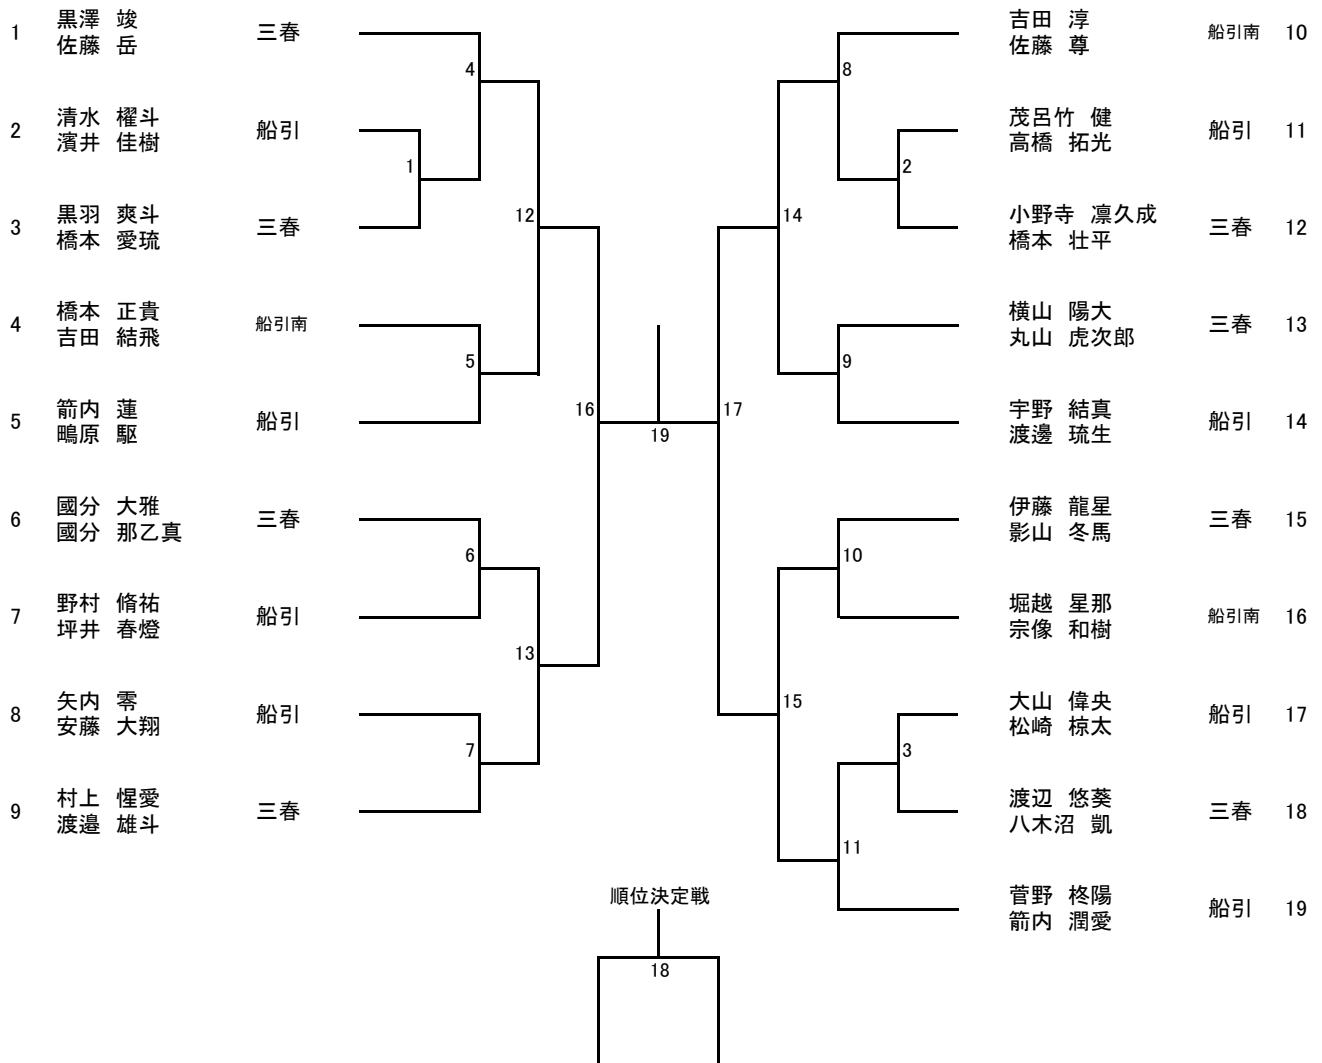 1 黒澤 竣 三春
佐藤 岳
2 清水 櫂斗 船引
濱井 佳樹
3 黒羽 爽斗 三春
橋本 愛琉
4 橋本 正貴 船引南
吉田 結飛
5 箭内 蓮 船引
鴫原 駆
6 國分 大雅 三春
國分 那乙真
7 野村 脩祐 船引
坪井 春燈
8 矢内 零 船引
安藤 大翔
9 村上 惺愛 三春
渡邉 雄斗
4
1
12
5
16
6
13
7
19
8
2
14
9
17
10
15
3
11
吉田 淳 船引南 10
佐藤 尊
茂呂竹 健 船引 11
高橋 拓光
小野寺 凛久成 三春 12
橋本 壮平
横山 陽大 三春 13
丸山 虎次郎
宇野 結真 船引 14
渡邊 琉生
伊藤 龍星 三春 15
影山 冬馬
堀越 星那 船引南 16
宗像 和樹
大山 偉央 船引 17
松崎 椋太
渡辺 悠葵 三春 18
八木沼 凱
菅野 柊陽 船引 19
箭内 潤愛
順位決定戦
18